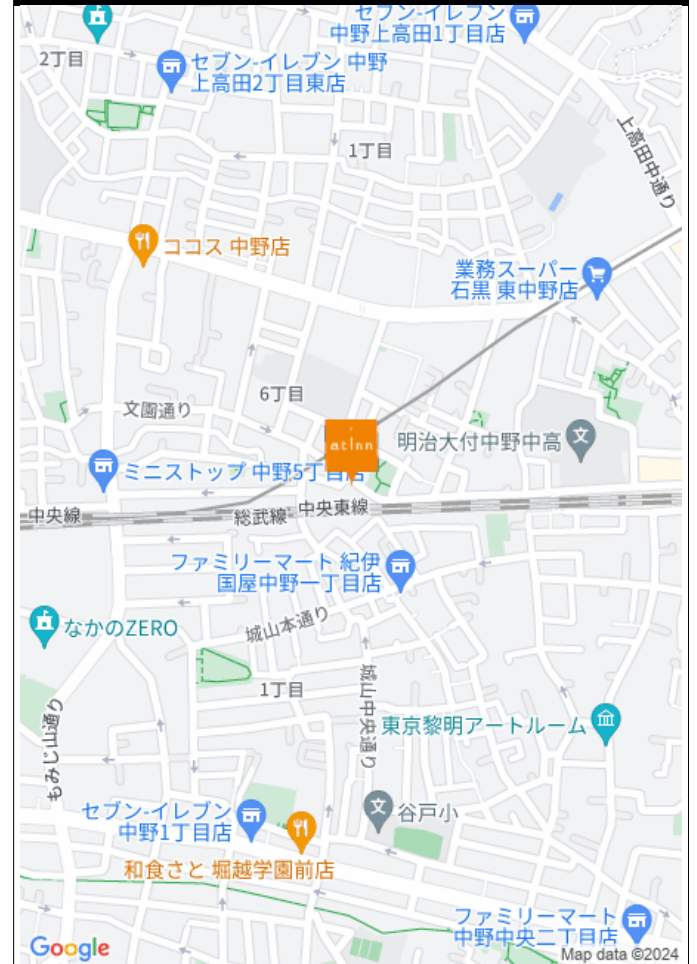 セブン-イレブン
中野上高田1丁目店
2丁目
セブン-イレブン 中野
上高田2丁目東店
1丁目
上高田中通り
ココス 中野店
業務スーパー
石黒 東中野店
6丁目
文園通り
atInn
明治大付中野中高
ミニストップ 中野5丁目店
中央線
総武線
中央東線
ファミリーマート 紀伊
国屋中野一丁目店
なかのZERO
城山本通り
1丁目
城山中央通り
もみじ山通り
東京黎明アートルーム
セブン-イレブン
中野1丁目店
谷戸小
和食さと 堀越学園前店
ファミリーマート
中野中央二丁目店
Google
Map data ©2024